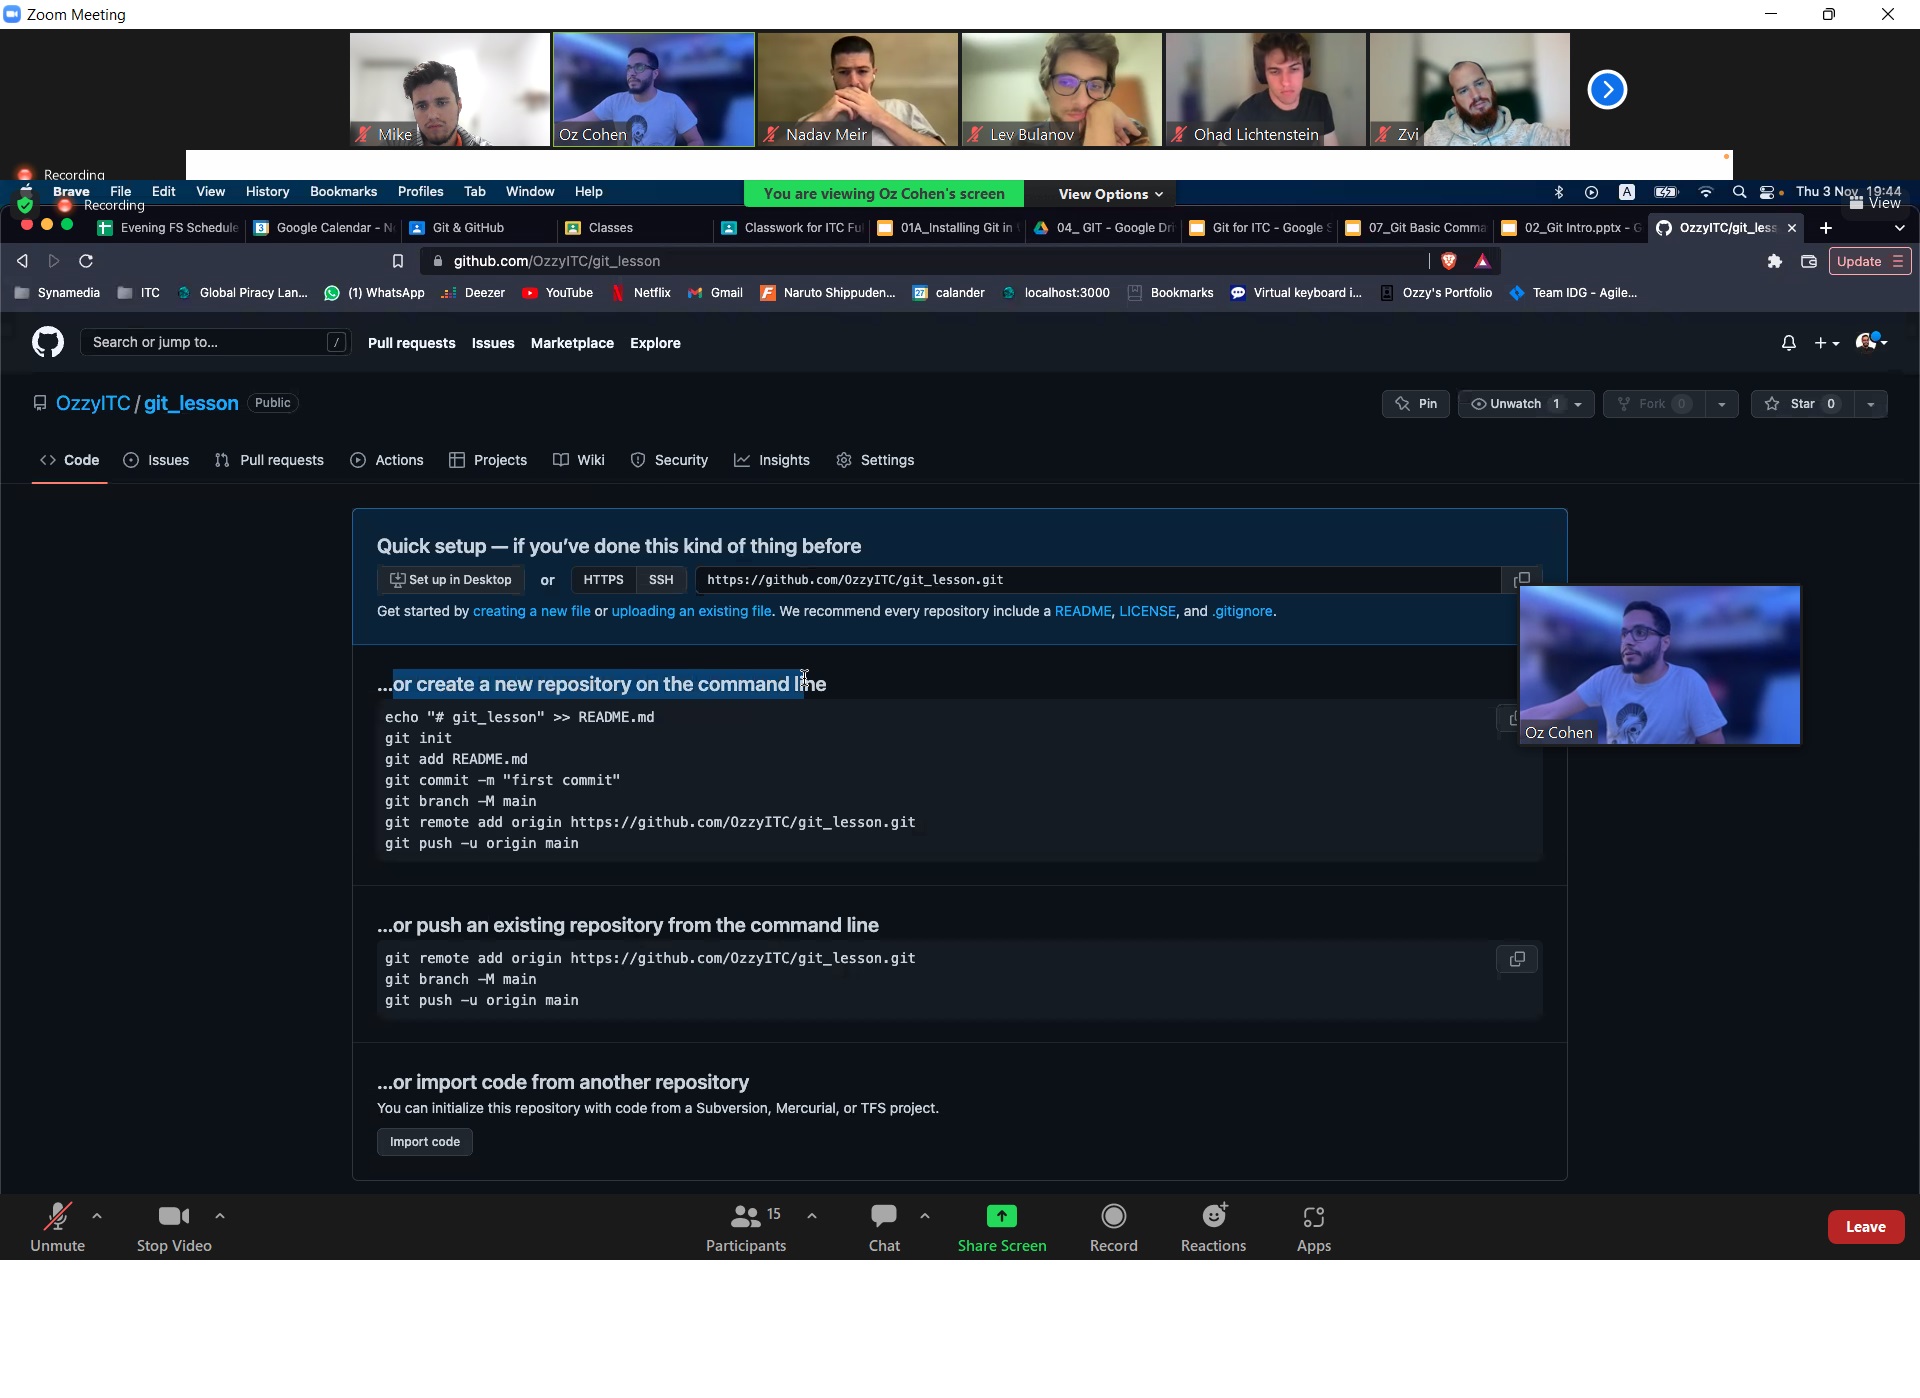 Zoom Meeting
Mike
Oz Cohen
Nadav Meir
Lev Bulanov
Ohad Lichtenstein
Zvi
Recording
Brave File Edit View History Bookmarks Profiles Tab Window Help
You are viewing Oz Cohen's screen View Options
A Thu 3 Nov 19:44
Recording
View
Evening FS Schedule
3 Google Calendar - N
Git & GitHub
Classes
Classwork for ITC Fu
01A_Installing Git in
04_ GIT - Google Dri
Git for ITC - Google S
07_Git Basic Comma
02_Git Intro.pptx - G
OzzyITC/git_less
github.com/OzzyITC/git_lesson
Update
Synamedia
ITC
Global Piracy Lan...
(1) WhatsApp
Deezer
YouTube
Netflix
Gmail
Naruto Shippuden...
27 calander
localhost:3000
Bookmarks
Virtual keyboard i...
Ozzy's Portfolio
Team IDG - Agile...
Search or jump to... /
Pull requests Issues Marketplace Explore
OzzyITC / git_lesson Public
Pin
Unwatch 1
Fork 0
Star 0
Code Issues Pull requests Actions Projects Wiki Security Insights Settings
Quick setup — if you've done this kind of thing before
Set up in Desktop or HTTPS SSH https://github.com/OzzyITC/git_lesson.git
Get started by creating a new file or uploading an existing file. We recommend every repository include a README, LICENSE, and .gitignore.
...or create a new repository on the command line
echo "# git_lesson" >> README.md
git init
git add README.md
git commit -m "first commit"
git branch -M main
git remote add origin https://github.com/OzzyITC/git_lesson.git
git push -u origin main
Oz Cohen
...or push an existing repository from the command line
git remote add origin https://github.com/OzzyITC/git_lesson.git
git branch -M main
git push -u origin main
...or import code from another repository
You can initialize this repository with code from a Subversion, Mercurial, or TFS project.
Import code
Unmute
Stop Video
15
Participants
Chat
Share Screen
Record
Reactions
Apps
Leave